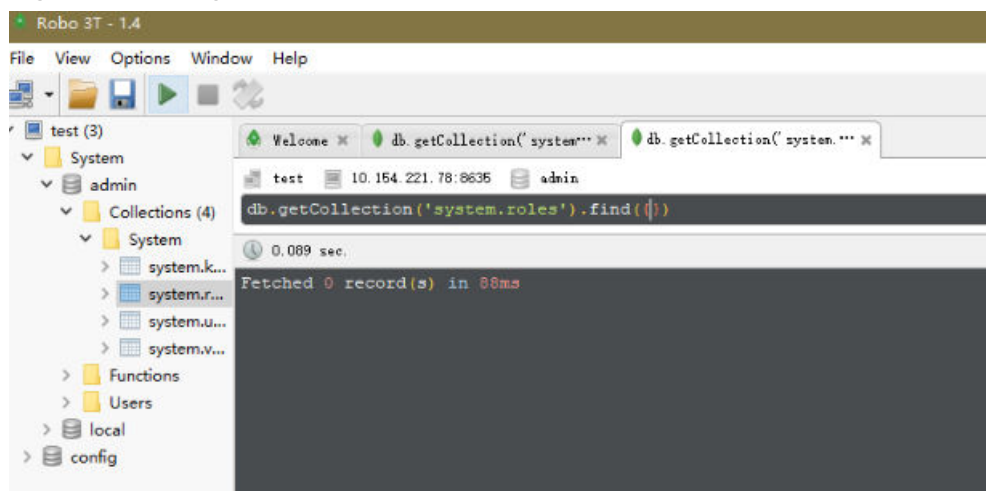 Robo 3T - 1.4
File View Options Window Help
test (3)
System
admin
Collections (4)
System
system.k...
system.r...
system.u...
system.v...
Functions
Users
local
config
Welcome × db.getCollection('system⋯ × db.getCollection('system.⋯ ×
test 10.154.221.78:8635 admin
db.getCollection('system.roles').find({})
0.089 sec.
Fetched 0 record(s) in 88ms